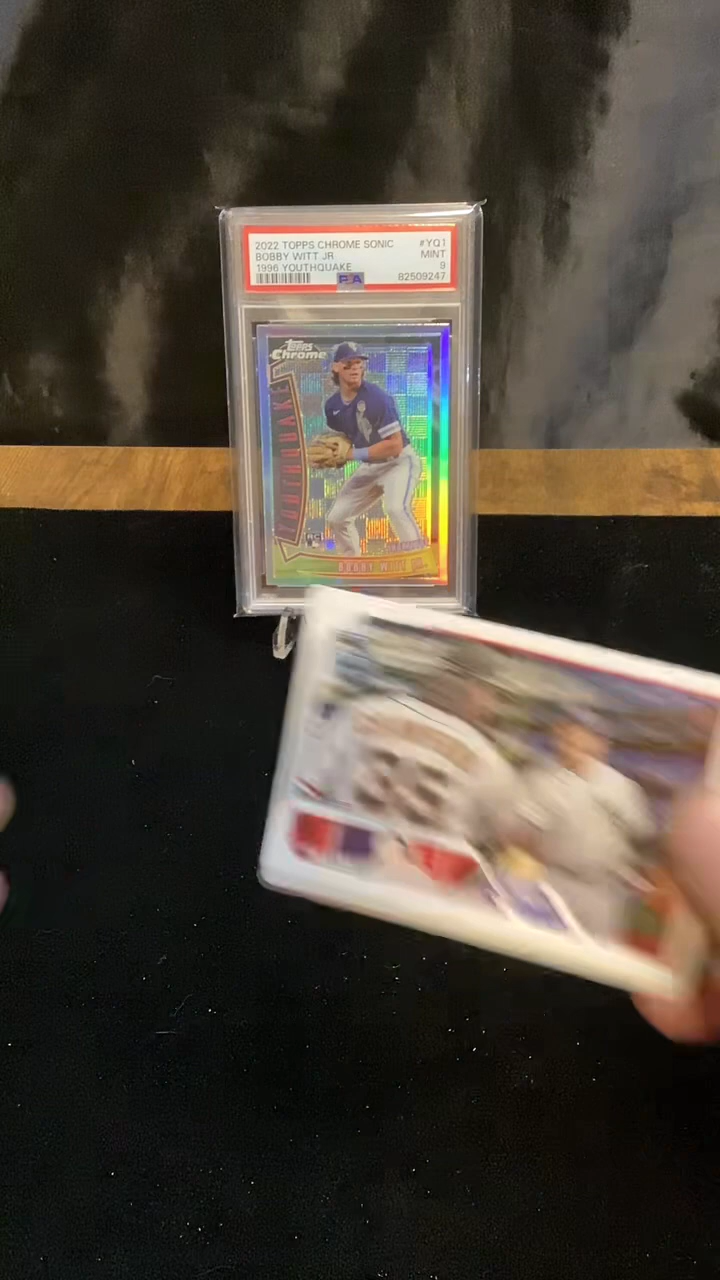 2022 TOPPS CHROME SONIC #YQ1
BOBBY WITT JR MINT
1996 YOUTHQUAKE 9
PSA 82509247
Topps
Chrome
YOUTHQUAKE
RC
BOBBY WITT JR.